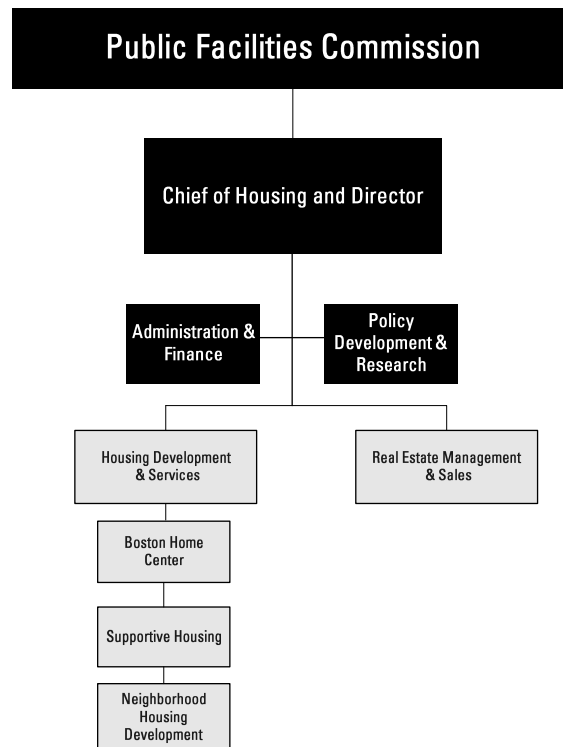 Public Facilities Commission
Chief of Housing and Director
Administration &
Finance
Policy
Development &
Research
Housing Development
& Services
Real Estate Management
& Sales
Boston Home
Center
Supportive Housing
Neighborhood
Housing
Development